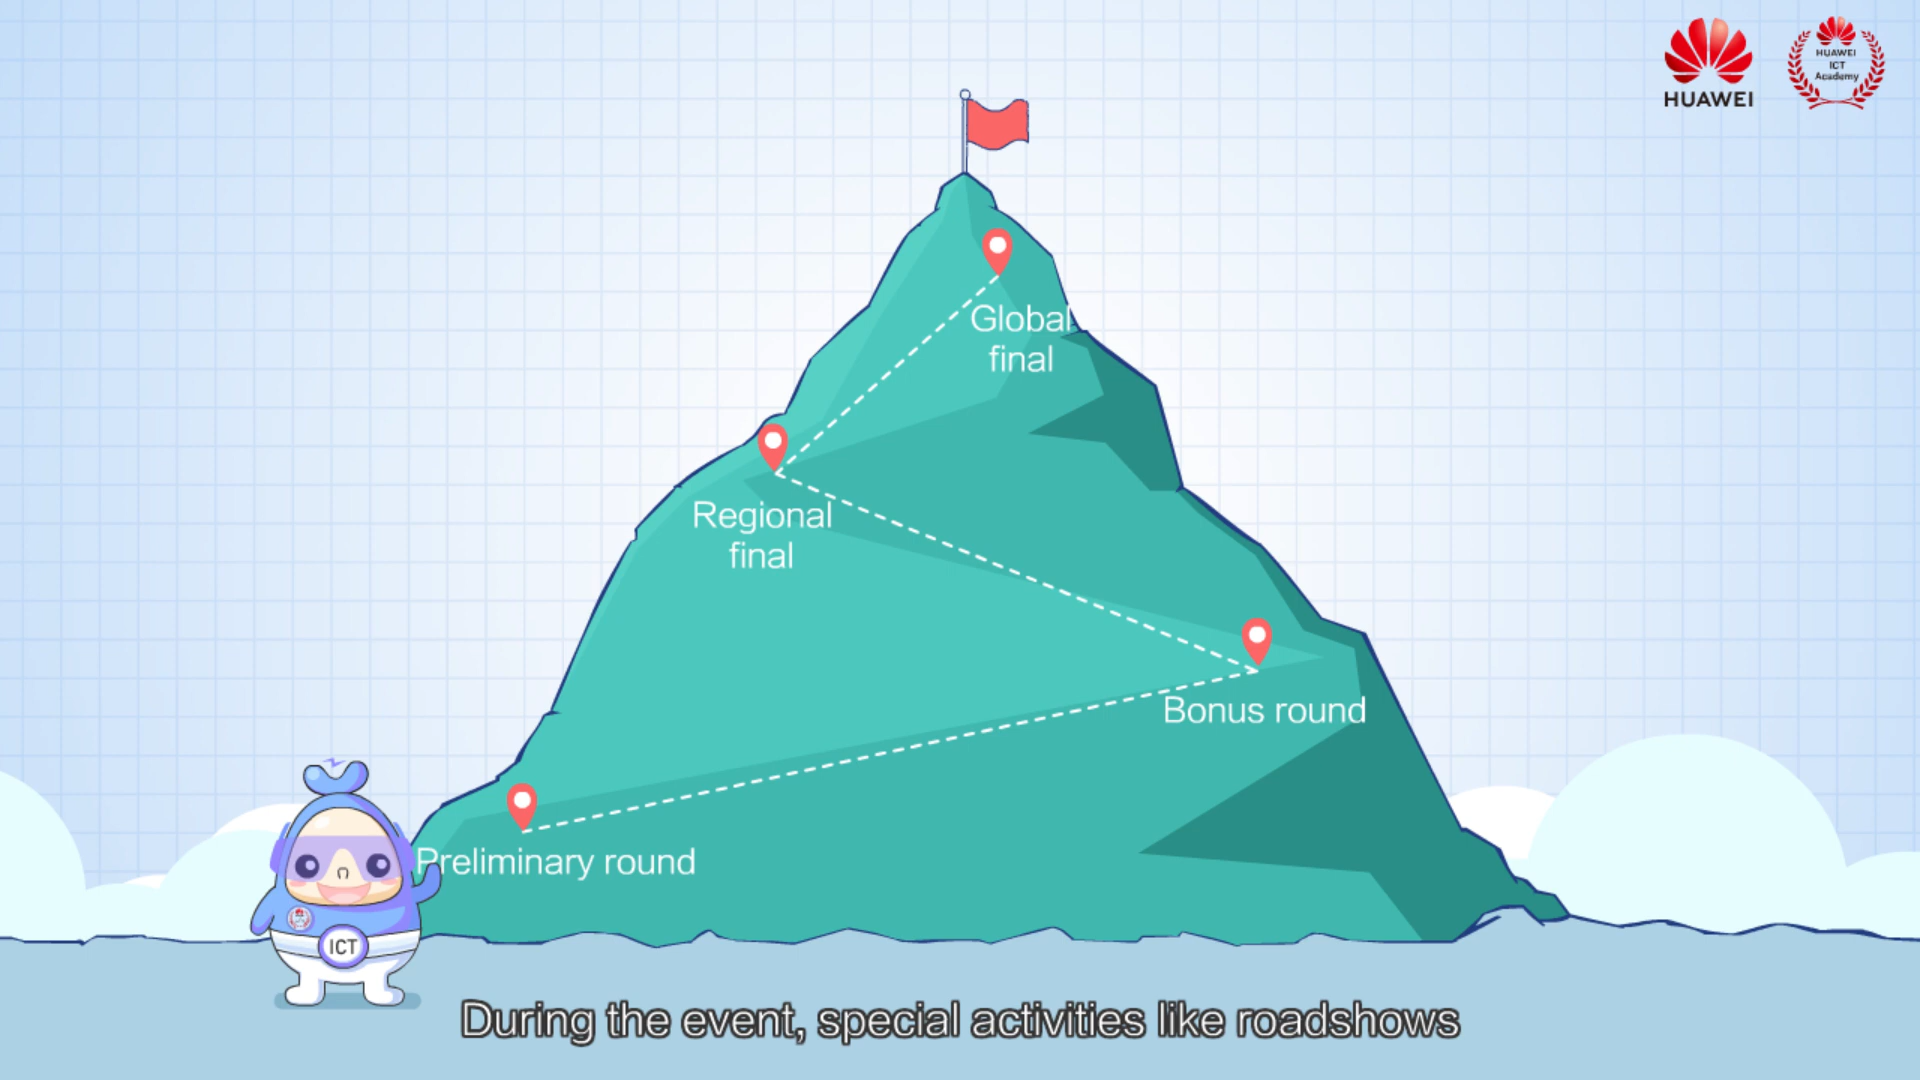 HUAWEI
HUAWEI
ICT
Academy
Global
final
Regional
final
Bonus round
Preliminary round
ICT
During the event, special activities like roadshows